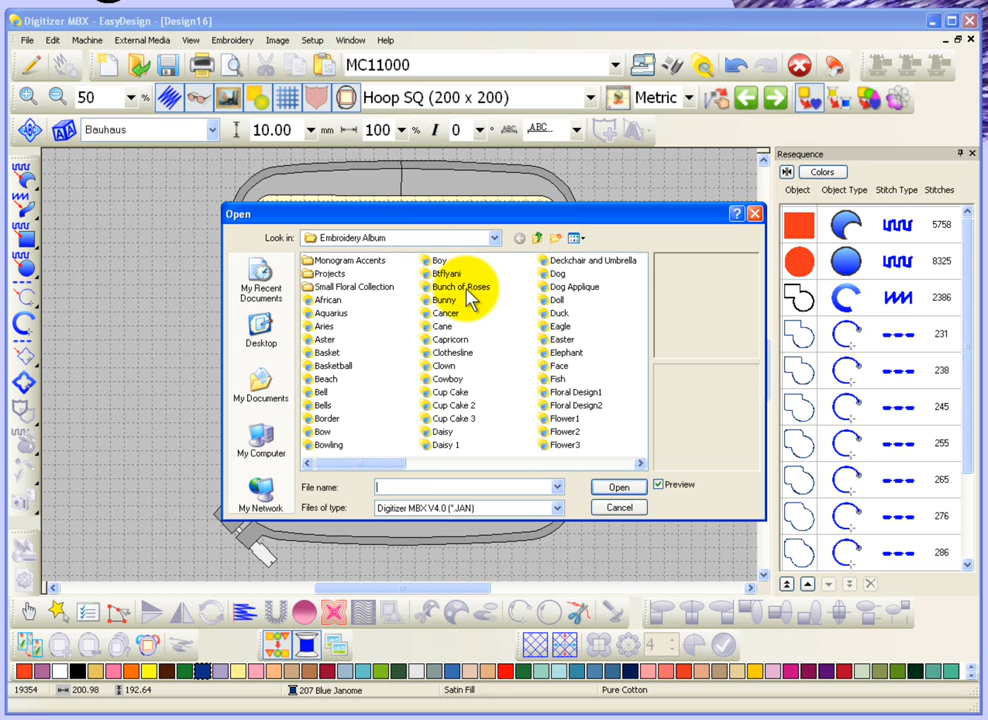 Digitizer MBX - EasyDesign - [Design16]
File Edit Machine External Media View Embroidery Image Setup Window Help
MC11000
50 % Hoop SQ (200 x 200) Metric
Bauhaus 10.00 mm 100 % I 0 ABC ABC...
Resequence
Colors
Object Object Type Stitch Type Stitches
5758
8325
2386
231
238
245
255
265
276
286
Open
Look in: Embroidery Album
My Recent Documents
Desktop
My Documents
My Computer
My Network
Monogram Accents
Projects
Small Floral Collection
African
Aquarius
Aries
Aster
Basket
Basketball
Beach
Bell
Bells
Border
Bow
Bowling
Boy
Btflyani
Bunch of Roses
Bunny
Cancer
Cane
Capricorn
Clothesline
Clown
Cowboy
Cup Cake
Cup Cake 2
Cup Cake 3
Daisy
Daisy 1
Deckchair and Umbrella
Dog
Dog Applique
Doll
Duck
Eagle
Easter
Elephant
Face
Fish
Floral Design1
Floral Design2
Flower1
Flower2
Flower3
File name: Open Preview
Files of type: Digitizer MBX V4.0 (*.JAN) Cancel
4
19354 200.98 192.64 207 Blue Janome Satin Fill Pure Cotton